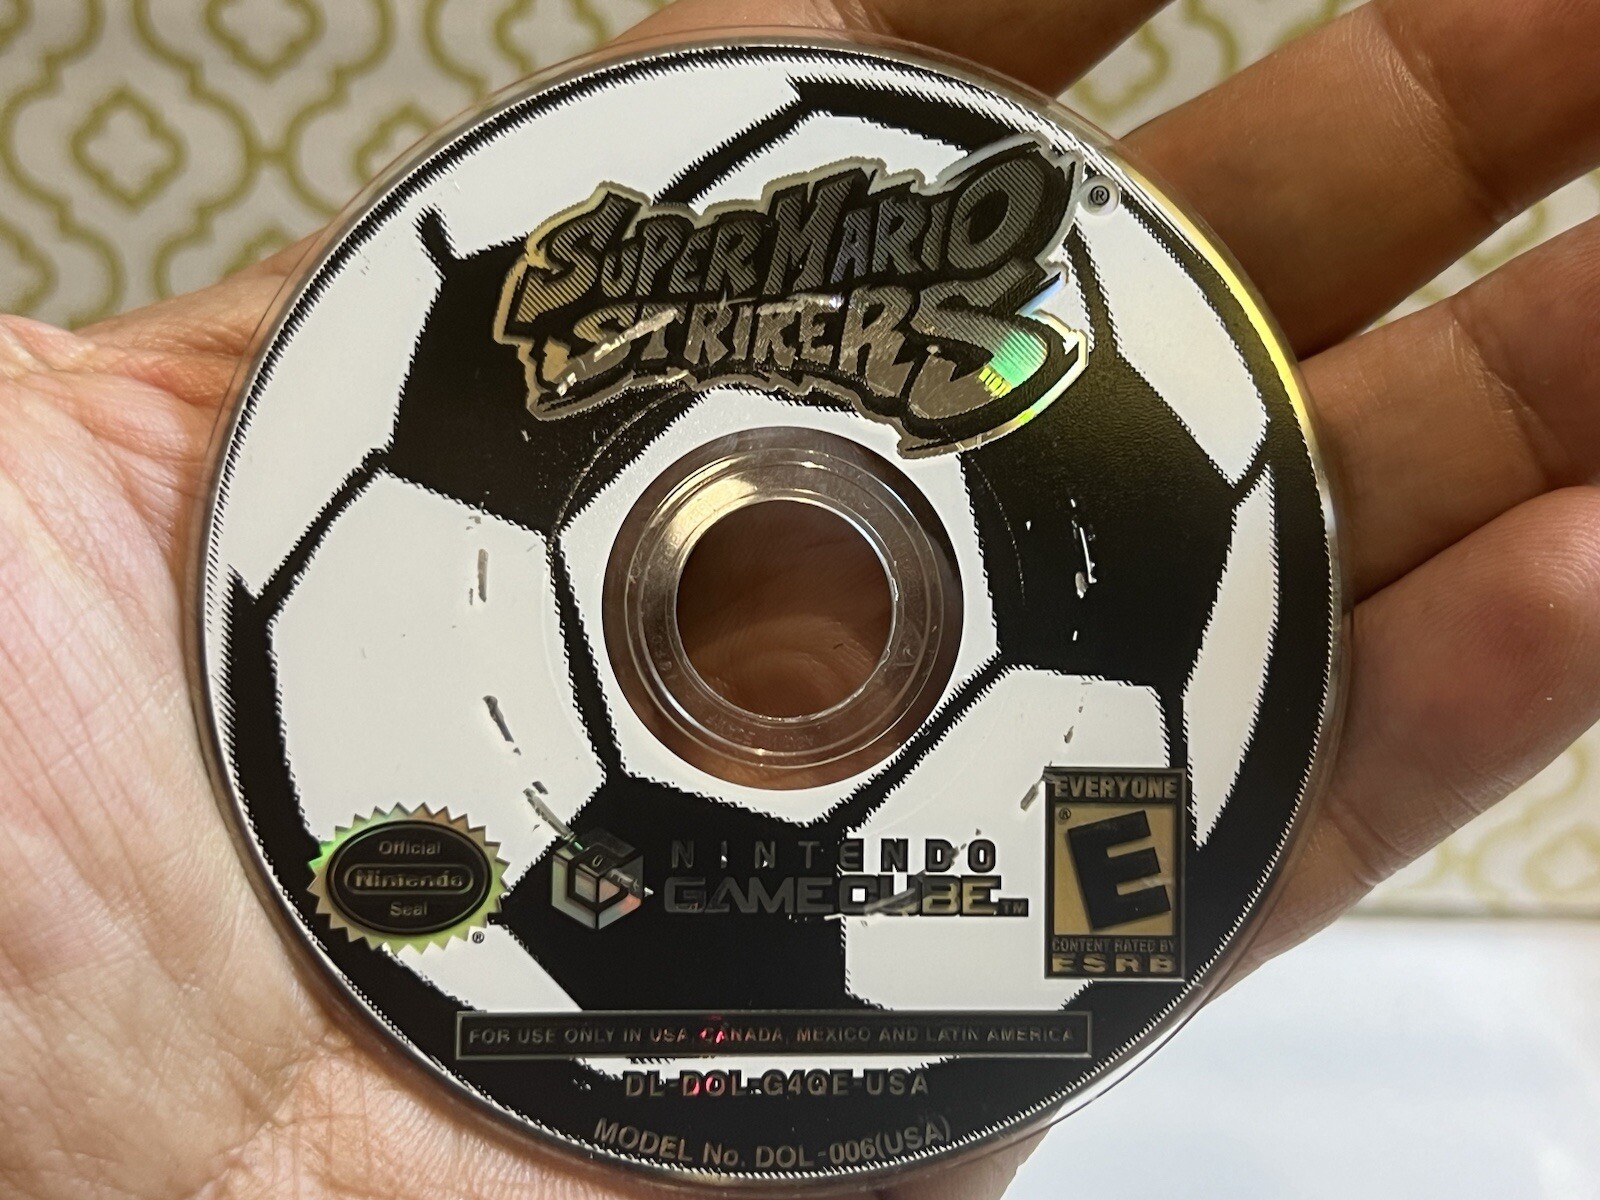 SUPER MARIO
STRIKERS ®
EVERYONE
E ®
CONTENT RATED BY
ESRB
Official
Nintendo
Seal ®
NINTENDO
GAMECUBE TM
FOR USE ONLY IN USA, CANADA, MEXICO AND LATIN AMERICA
DL-DOL-G4QE-USA
MODEL No. DOL-006(USA)